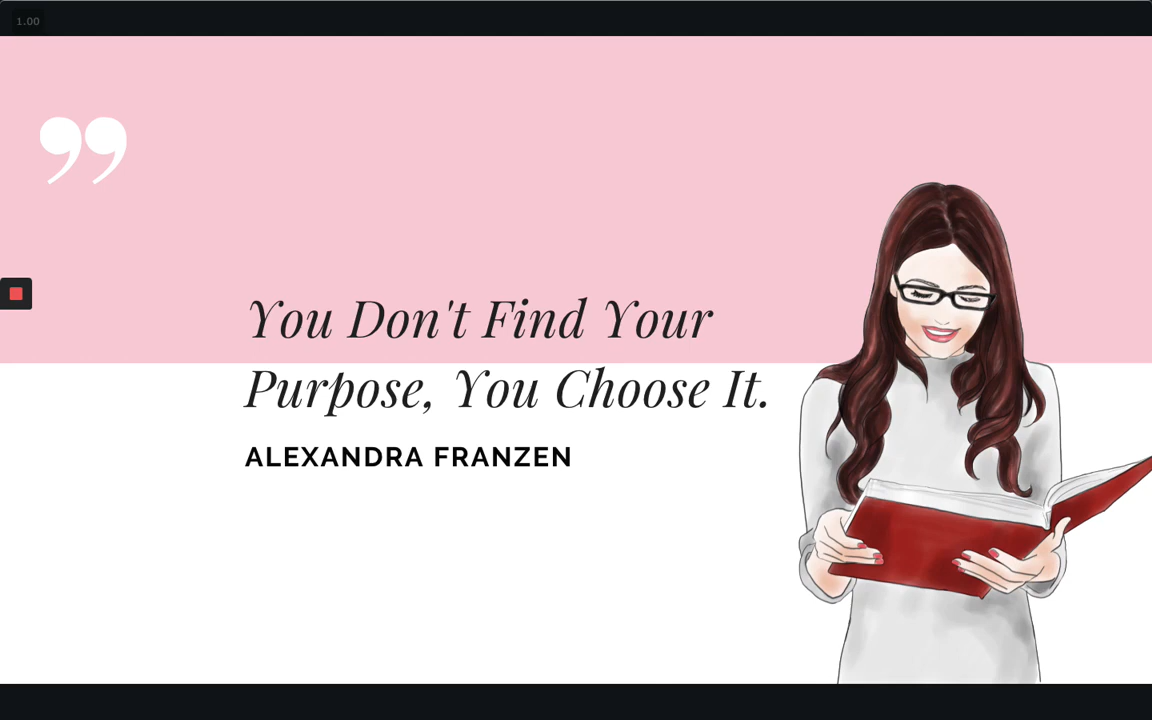 1.00
”
You Don't Find Your
Purpose, You Choose It.
ALEXANDRA FRANZEN